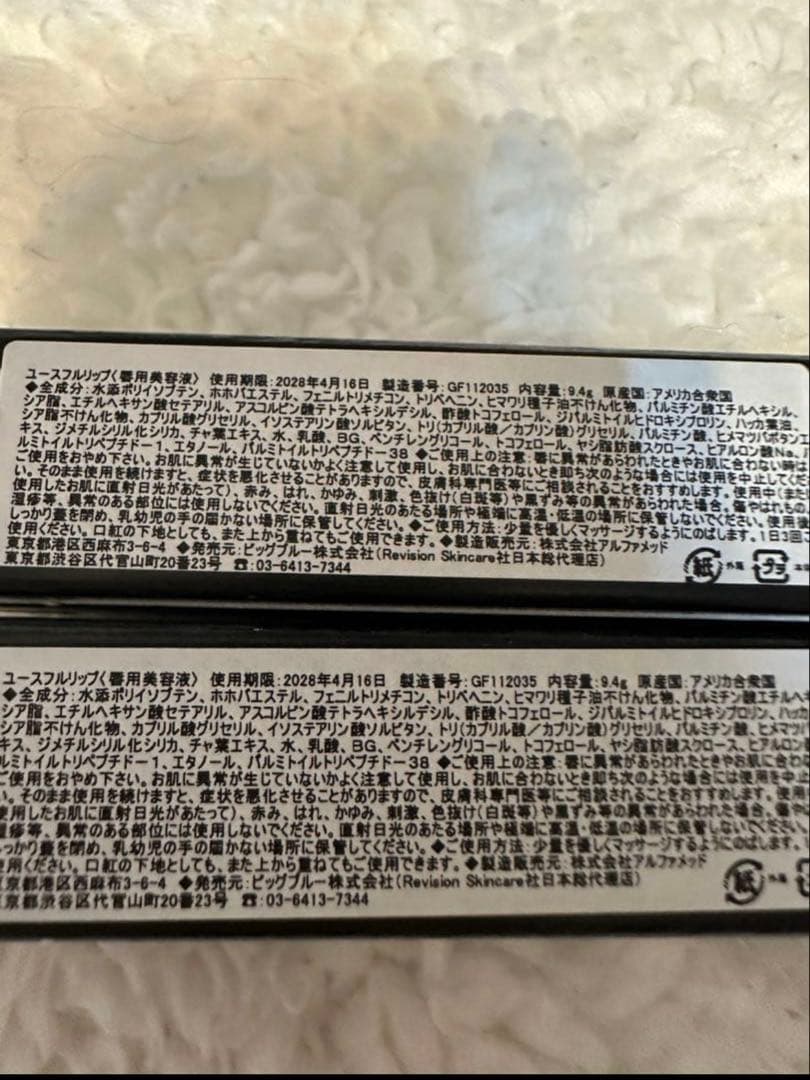 ユースフルリップ〈唇用美容液〉 使用期限:2028年4月16日 製造番号:GF112035 内容量:9.4g 原産国:アメリカ合衆国
◆全成分:水添ポリイソブテン、ホホバエステル、フェニルトリメチコン、トリベヘニン、ヒマワリ種子油不けん化物、パルミチン酸エチルヘキシル、
シア脂、エチルヘキサン酸セテアリル、アスコルビン酸テトラヘキシルデシル、酢酸トコフェロール、ジパルミトイルヒドロキシプロリン、ハッカ葉油、
シア脂不けん化物、カプリル酸グリセリル、イソステアリン酸ソルビタン、トリ(カプリル酸/カプリン酸)グリセリル、パルミチン酸、ヒメマツバボタンエ
キス、ジメチルシリル化シリカ、チャ葉エキス、水、乳酸、BG、ペンチレングリコール、トコフェロール、ヤシ脂肪酸スクロース、ヒアルロン酸Na、
ルミトイルトリペプチド-1、エタノール、パルミトイルトリペプチド-38 ◆ご使用上の注意:唇に異常があらわれたときやお肌に合わない時は
ご使用をおやめ下さい。お肌に異常が生じていないかよく注意して使用し、お肌に合わないとき即ち次のような場合には使用を中止してくだ
い。そのまま使用を続けますと、症状を悪化させることがありますので、皮膚科専門医等にご相談されることをおすすめします。使用中(また
使用したお肌に直射日光があたって)、赤み、はれ、かゆみ、刺激、色抜け(白斑等)や黒ずみ等の異常があらわれた場合。傷やはれもの
湿疹等、異常のある部位には使用しないでください。直射日光のあたる場所や極端に高温・低温の場所に保管しないでください。使用
しっかり蓋を閉め、乳幼児の手の届かない場所に保管してください。◆ご使用方法:少量を優しくマッサージするようにのばします。1日3回
使用ください。口紅の下地としても、また上から重ねてもご使用できます。◆製造販売元:株式会社アルファメッド
東京都港区西麻布3-6-4 ◆発売元:ビッグブルー株式会社(Revision Skincare社日本総代理店)
東京都渋谷区代官山町20番23号 ☎:03-6413-7344
紙 外箱 プラ 本体
ユースフルリップ〈唇用美容液〉 使用期限:2028年4月16日 製造番号:GF112035 内容量:9.4g 原産国:アメリカ合衆国
◆全成分:水添ポリイソブテン、ホホバエステル、フェニルトリメチコン、トリベヘニン、ヒマワリ種子油不けん化物、パルミチン酸エチルヘ
シア脂、エチルヘキサン酸セテアリル、アスコルビン酸テトラヘキシルデシル、酢酸トコフェロール、ジパルミトイルヒドロキシプロリン、ハッカ
シア脂不けん化物、カプリル酸グリセリル、イソステアリン酸ソルビタン、トリ(カプリル酸/カプリン酸)グリセリル、パルミチン酸、ヒメマツ
キス、ジメチルシリル化シリカ、チャ葉エキス、水、乳酸、BG、ペンチレングリコール、トコフェロール、ヤシ脂肪酸スクロース、ヒアルロン
ルミトイルトリペプチド-1、エタノール、パルミトイルトリペプチド-38 ◆ご使用上の注意:唇に異常があらわれたときやお肌に合
ご使用をおやめ下さい。お肌に異常が生じていないかよく注意して使用し、お肌に合わないとき即ち次のような場合には使用を中止
い。そのまま使用を続けますと、症状を悪化させることがありますので、皮膚科専門医等にご相談されることをおすすめします。使用
使用したお肌に直射日光があたって)、赤み、はれ、かゆみ、刺激、色抜け(白斑等)や黒ずみ等の異常があらわれた場合。傷や
湿疹等、異常のある部位には使用しないでください。直射日光のあたる場所や極端に高温・低温の場所に保管しないでください
っかり蓋を閉め、乳幼児の手の届かない場所に保管してください。◆ご使用方法:少量を優しくマッサージするようにのばします。
使用ください。口紅の下地としても、また上から重ねてもご使用できます。◆製造販売元:株式会社アルファメッド
東京都港区西麻布3-6-4 ◆発売元:ビッグブルー株式会社(Revision Skincare社日本総代理店)
東京都渋谷区代官山町20番23号 ☎:03-6413-7344
紙 外箱